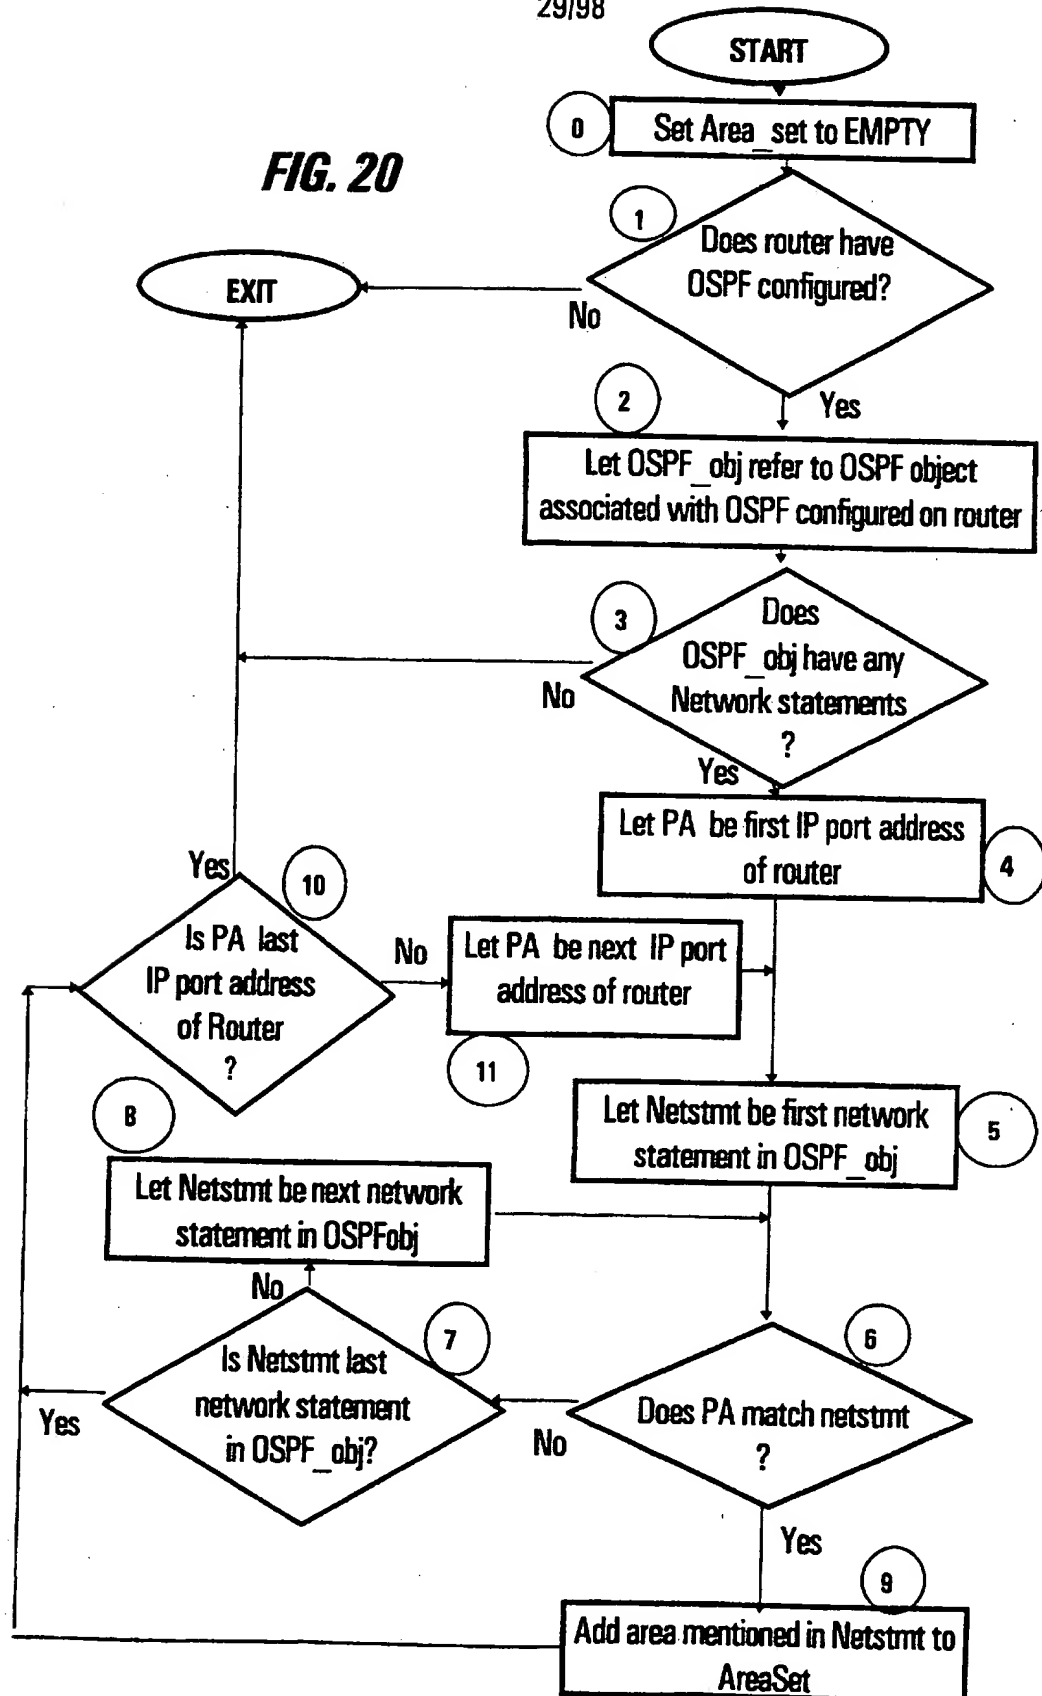 29/98
START
0
Set Area_set to EMPTY
FIG. 20
1
Does router have
OSPF configured?
EXIT
No
2
Yes
Let OSPF_obj refer to OSPF object
associated with OSPF configured on router
3
Does
OSPF_obj have any
Network statements
?
No
Yes
Let PA be first IP port address
of router
4
Yes
10
Is PA last
IP port address
of Router
?
No
Let PA be next IP port
address of router
11
8
Let Netstmt be first network
statement in OSPF_obj
5
Let Netstmt be next network
statement in OSPFobj
No
7
Is Netstmt last
network statement
in OSPF_obj?
Yes
6
Does PA match netstmt
?
No
Yes
9
Add area mentioned in Netstmt to
AreaSet